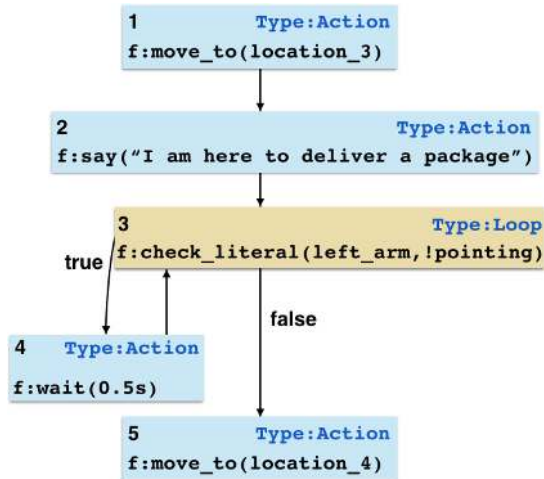 1 Type:Action
f:move_to(location_3)
2 Type:Action
f:say(“I am here to deliver a package”)
3 Type:Loop
f:check_literal(left_arm,!pointing)
true
false
4 Type:Action
f:wait(0.5s)
5 Type:Action
f:move_to(location_4)